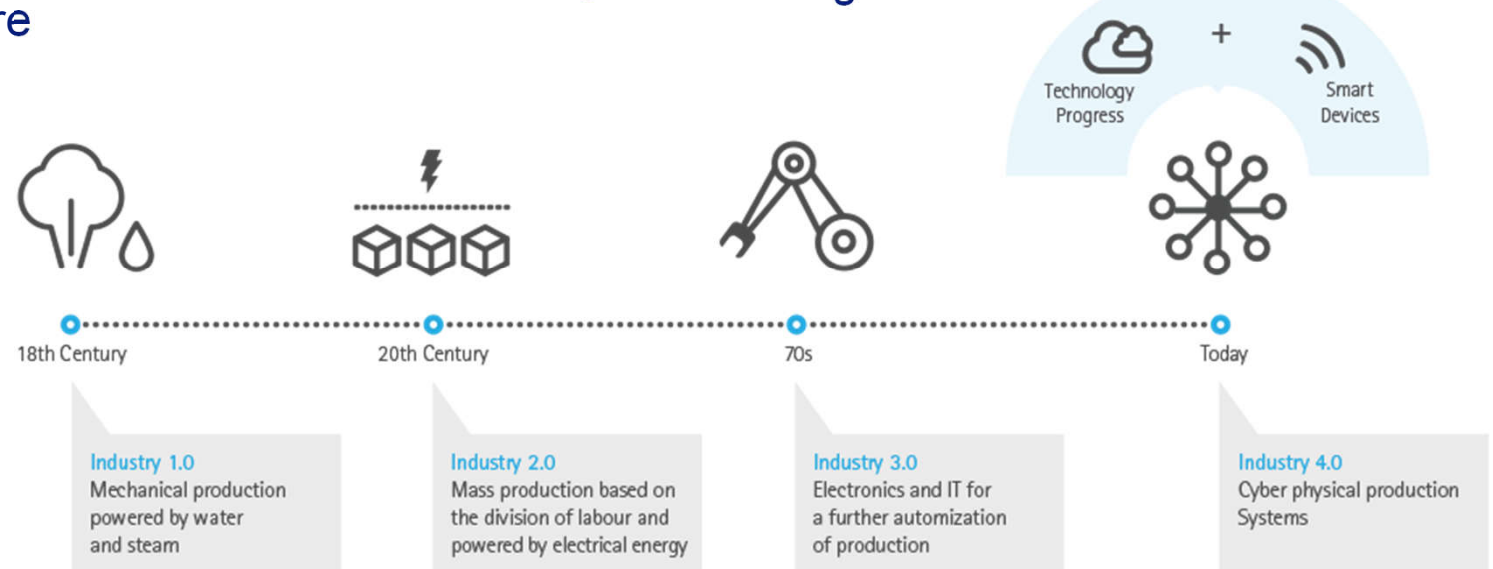 re
+
Technology
Progress
Smart
Devices
18th Century
20th Century
70s
Today
Industry 1.0
Mechanical production
powered by water
and steam
Industry 2.0
Mass production based on
the division of labour and
powered by electrical energy
Industry 3.0
Electronics and IT for
a further automization
of production
Industry 4.0
Cyber physical production
Systems